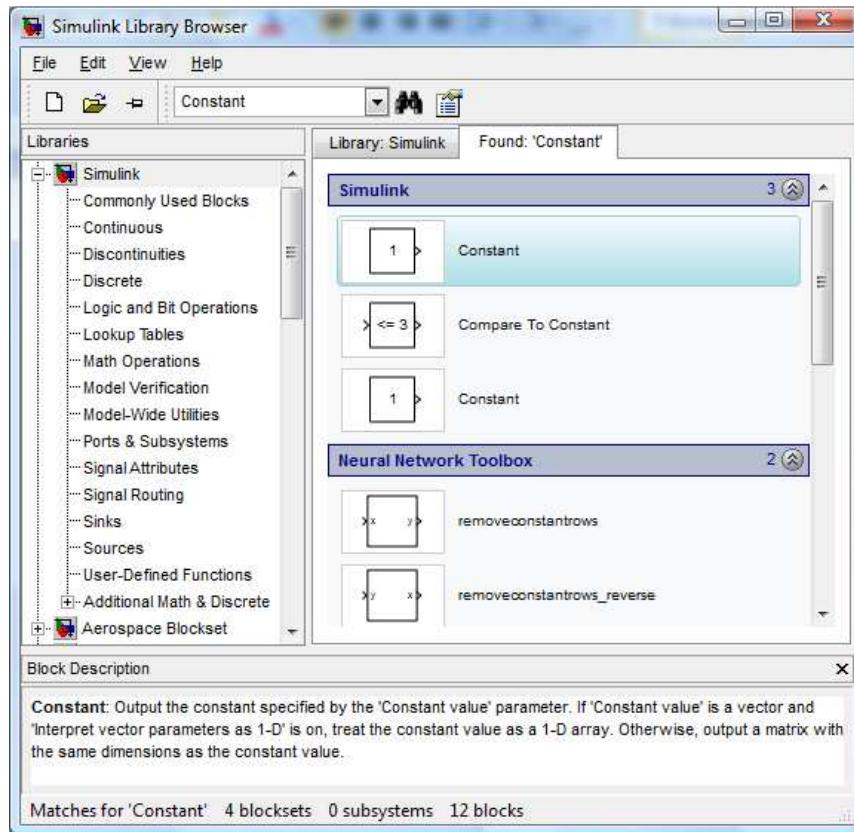 Simulink Library Browser
File Edit View Help
Constant
Libraries
Library: Simulink Found: 'Constant'
Simulink
Commonly Used Blocks
Continuous
Discontinuities
Discrete
Logic and Bit Operations
Lookup Tables
Math Operations
Model Verification
Model-Wide Utilities
Ports & Subsystems
Signal Attributes
Signal Routing
Sinks
Sources
User-Defined Functions
Additional Math & Discrete
Aerospace Blockset
Simulink 3
1 Constant
<= 3 Compare To Constant
1 Constant
Neural Network Toolbox 2
x y removeconstantrows
y x removeconstantrows_reverse
Block Description
Constant: Output the constant specified by the 'Constant value' parameter. If 'Constant value' is a vector and
'Interpret vector parameters as 1-D' is on, treat the constant value as a 1-D array. Otherwise, output a matrix with
the same dimensions as the constant value.
Matches for 'Constant' 4 blocksets 0 subsystems 12 blocks